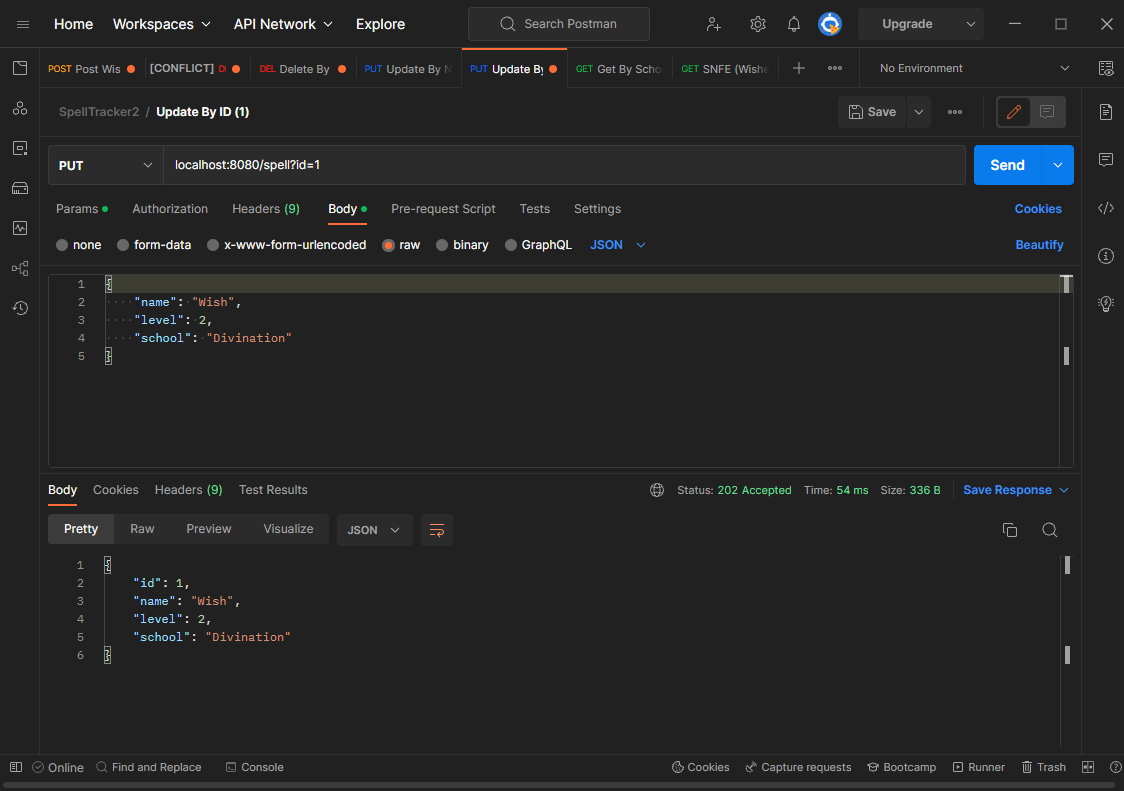 Home Workspaces API Network Explore Search Postman Upgrade
POST Post Wis [CONFLICT] DEL Delete By PUT Update By N PUT Update By GET Get By Scho GET SNFE (Wishe No Environment
SpellTracker2 / Update By ID (1) Save
PUT localhost:8080/spell?id=1 Send
Params Authorization Headers (9) Body Pre-request Script Tests Settings Cookies
none form-data x-www-form-urlencoded raw binary GraphQL JSON Beautify
1 {
2 "name": "Wish",
3 "level": 2,
4 "school": "Divination"
5 }
Body Cookies Headers (9) Test Results Status: 202 Accepted Time: 54 ms Size: 336 B Save Response
Pretty Raw Preview Visualize JSON
1 {
2 "id": 1,
3 "name": "Wish",
4 "level": 2,
5 "school": "Divination"
6 }
Online Find and Replace Console Cookies Capture requests Bootcamp Runner Trash